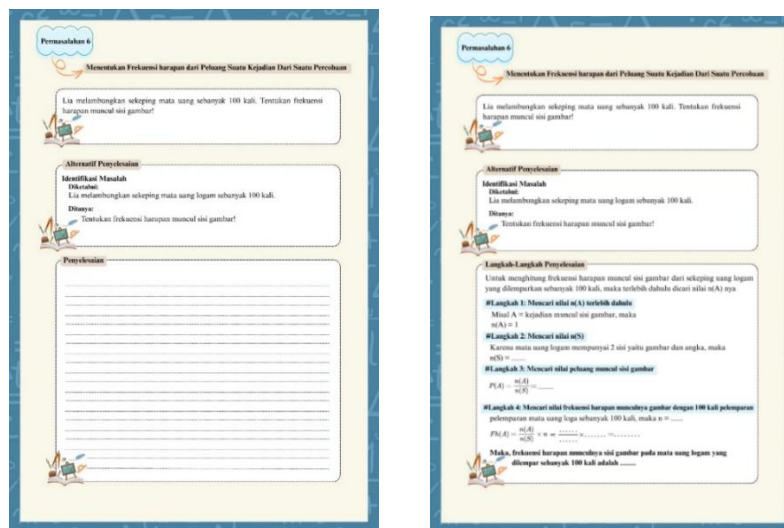 Permasalahan 6
Menentukan Frekuensi harapan dari Peluang Suatu Kejadian Dari Suatu Percobaan
Lia melambungkan sekeping mata uang sebanyak 100 kali. Tentukan frekuensi
harapan muncul sisi gambar!
Alternatif Penyelesaian
Identifikasi Masalah
Diketahui:
Lia melambungkan sekeping mata uang logam sebanyak 100 kali.
Ditanya:
Tentukan frekuensi harapan muncul sisi gambar!
Penyelesaian
Permasalahan 6
Menentukan Frekuensi harapan dari Peluang Suatu Kejadian Dari Suatu Percobaan
Lia melambungkan sekeping mata uang sebanyak 100 kali. Tentukan frekuensi
harapan muncul sisi gambar!
Alternatif Penyelesaian
Identifikasi Masalah
Diketahui:
Lia melambungkan sekeping mata uang logam sebanyak 100 kali.
Ditanya:
Tentukan frekuensi harapan muncul sisi gambar!
Langkah-Langkah Penyelesaian
Untuk menghitung frekuensi harapan muncul sisi gambar dari sekeping uang logam
yang dilemparkan sebanyak 100 kali, maka terlebih dahulu dicari nilai n(A) nya
#Langkah 1: Mencari nilai n(A) terlebih dahulu
Misal A = kejadian muncul sisi gambar, maka
n(A) = 1
#Langkah 2: Mencari nilai n(S)
Karena mata uang logam mempunyai 2 sisi yaitu gambar dan angka, maka
n(S) = ......
#Langkah 3: Mencari nilai peluang muncul sisi gambar
P(A) = n(A)/n(S) = ......
#Langkah 4: Mencari nilai frekuensi harapan munculnya gambar dengan 100 kali pelemparan
pelemparan mata uang loga sebanyak 100 kali, maka n = ......
Fh(A) = n(A)/n(S) × n = ....../...... ×....... =........
Maka, frekuensi harapan munculnya sisi gambar pada mata uang logam yang
dilempar sebanyak 100 kali adalah ........